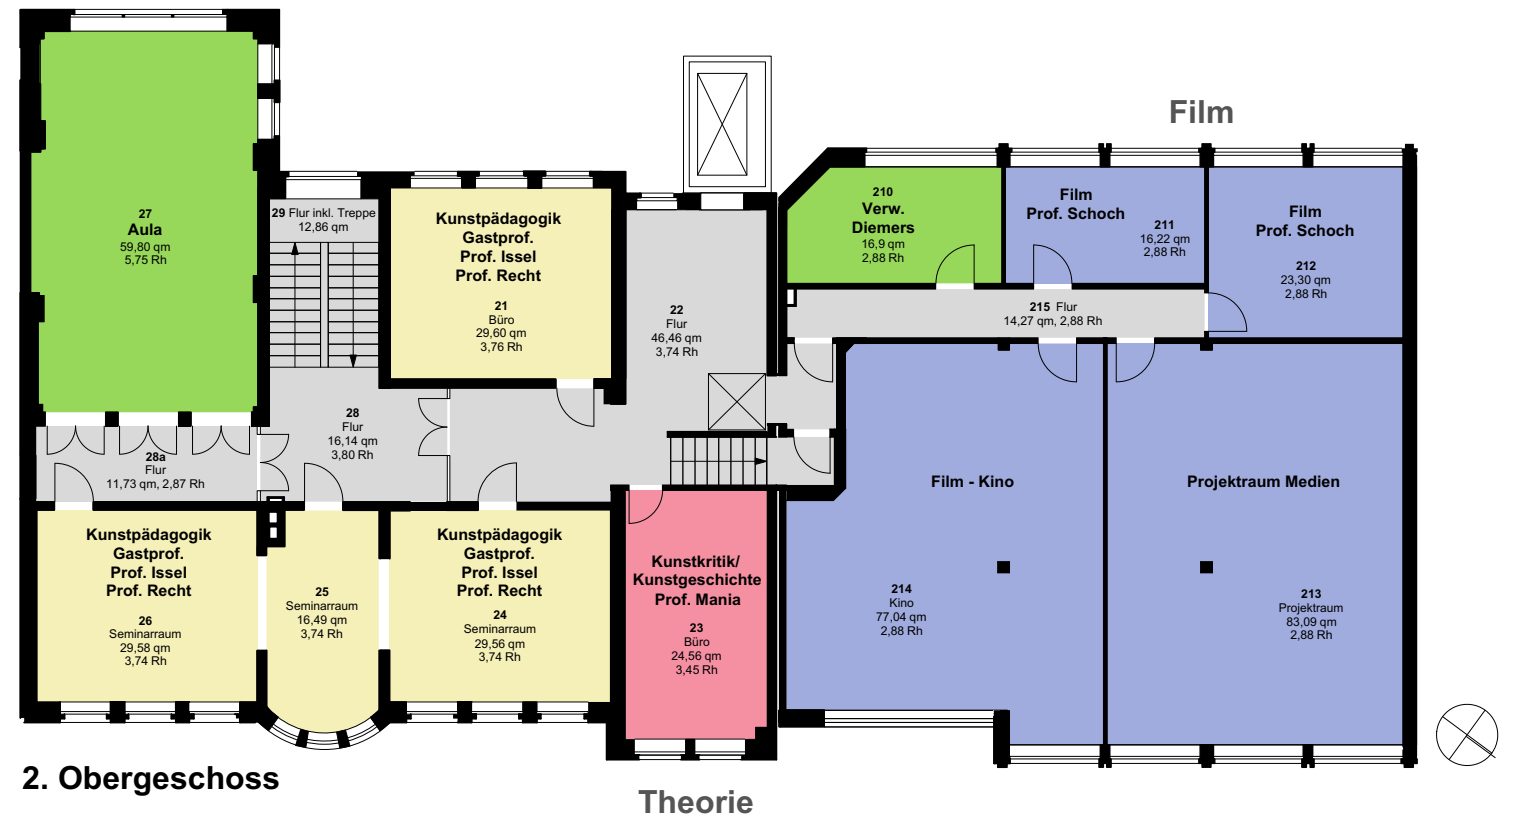 Film
27
Aula
59,80 qm
5,75 Rh
29 Flur inkl. Treppe
12,86 qm
Kunstpädagogik
Gastprof.
Prof. Issel
Prof. Recht
21
Büro
29,60 qm
3,76 Rh
22
Flur
46,46 qm
3,74 Rh
210
Verw.
Diemers
16,9 qm
2,88 Rh
Film
Prof. Schoch
211
16,22 qm
2,88 Rh
Film
Prof. Schoch
212
23,30 qm
2,88 Rh
215 Flur
14,27 qm, 2,88 Rh
28
Flur
16,14 qm
3,80 Rh
28a
Flur
11,73 qm, 2,87 Rh
Kunstpädagogik
Gastprof.
Prof. Issel
Prof. Recht
26
Seminarraum
29,58 qm
3,74 Rh
25
Seminarraum
16,49 qm
3,74 Rh
Kunstpädagogik
Gastprof.
Prof. Issel
Prof. Recht
24
Seminarraum
29,56 qm
3,74 Rh
Kunstkritik/
Kunstgeschichte
Prof. Mania
23
Büro
24,56 qm
3,45 Rh
Film - Kino
214
Kino
77,04 qm
2,88 Rh
Projektraum Medien
213
Projektraum
83,09 qm
2,88 Rh
2. Obergeschoss
Theorie